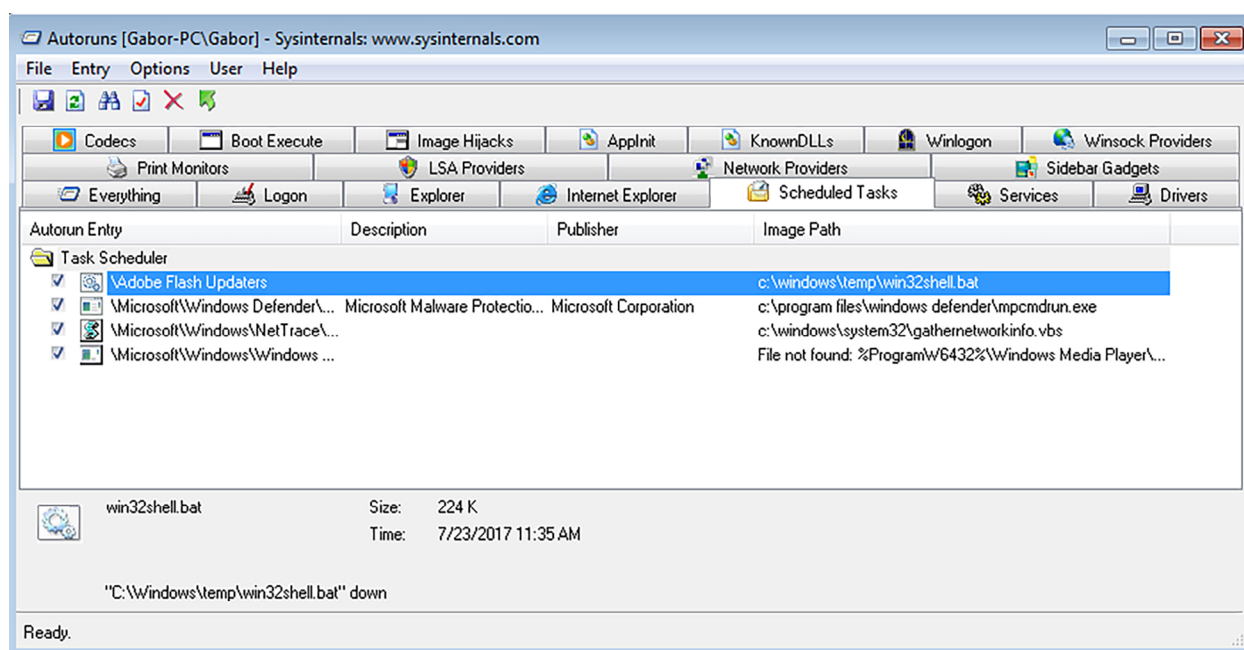 Autoruns [Gabor-PC\Gabor] - Sysinternals: www.sysinternals.com
File Entry Options User Help
Codecs Boot Execute Image Hijacks AppInit KnownDLLs Winlogon Winsock Providers
Print Monitors LSA Providers Network Providers Sidebar Gadgets
Everything Logon Explorer Internet Explorer Scheduled Tasks Services Drivers
Autorun Entry Description Publisher Image Path
Task Scheduler
\Adobe Flash Updaters c:\windows\temp\win32shell.bat
\Microsoft\Windows Defender\... Microsoft Malware Protectio... Microsoft Corporation c:\program files\windows defender\mpcmdrun.exe
\Microsoft\Windows\NetTrace\... c:\windows\system32\gathernetworkinfo.vbs
\Microsoft\Windows\Windows ... File not found: %ProgramW6432%\Windows Media Player\...
win32shell.bat Size: 224 K
Time: 7/23/2017 11:35 AM
"C:\Windows\temp\win32shell.bat" down
Ready.